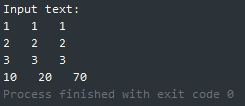 Input text:
1   1   1
2   2   2
3   3   3
10   20   70
Process finished with exit code 0